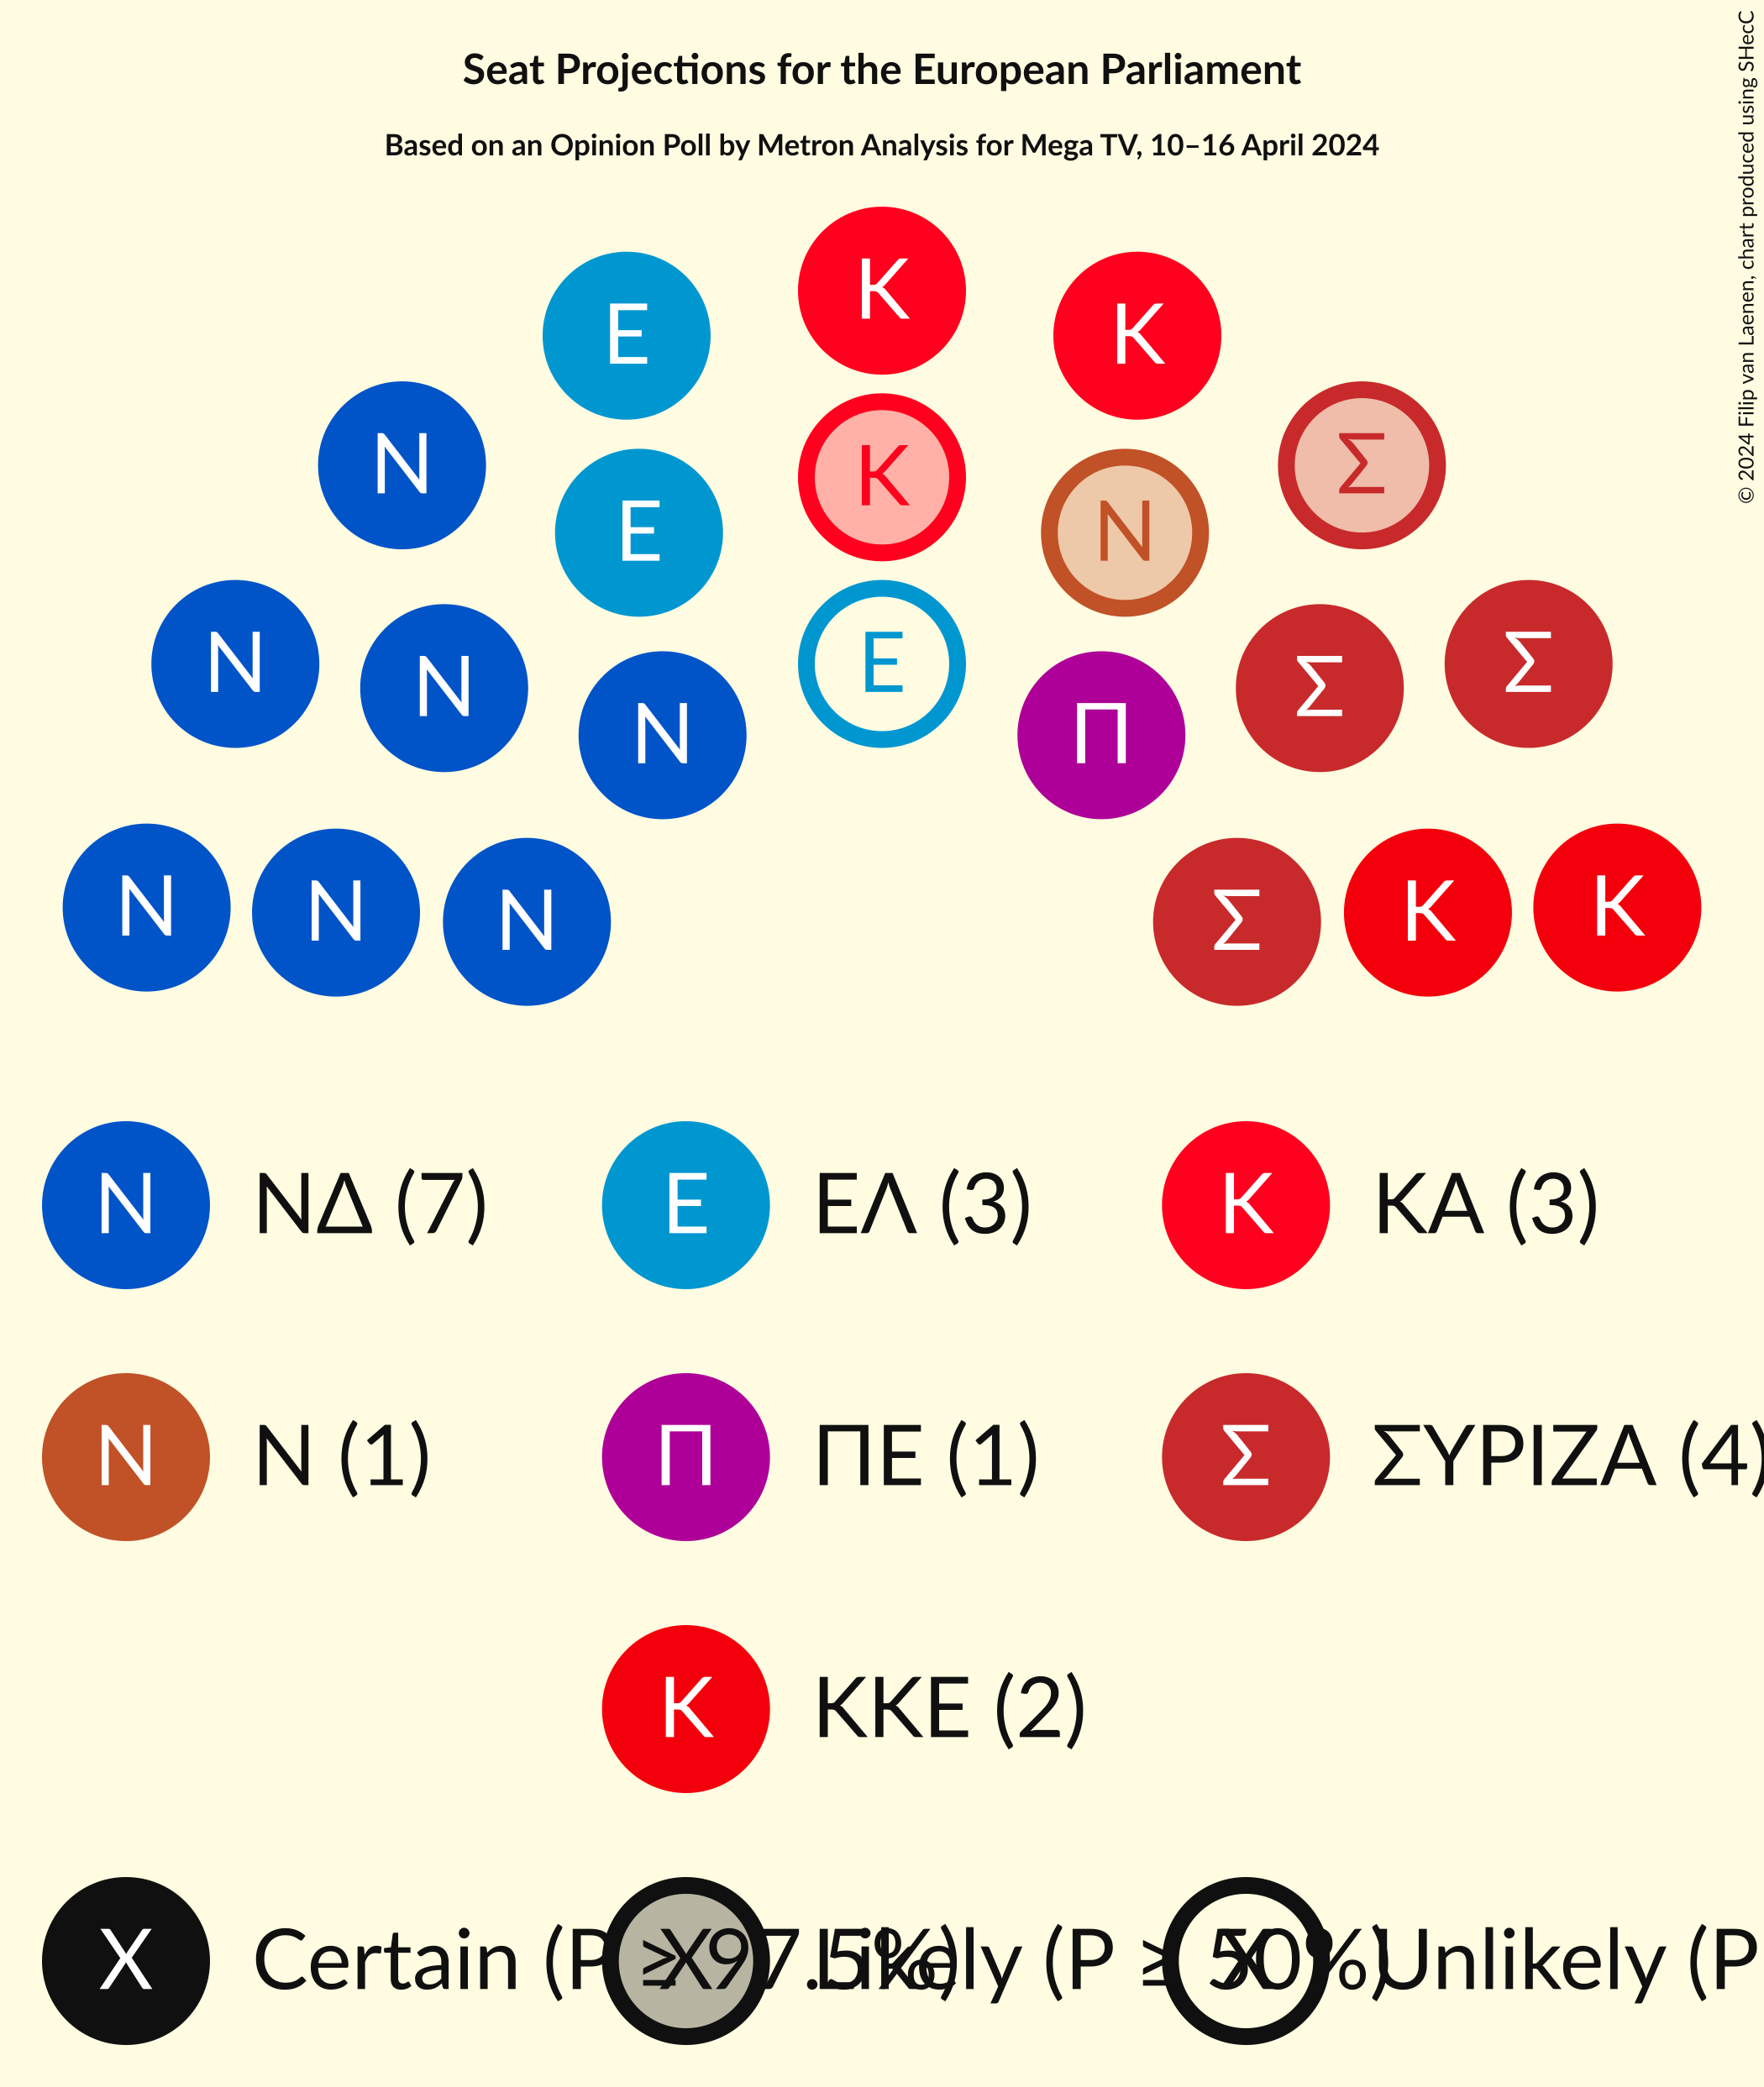 Seat Projections for the European Parliament
Based on an Opinion Poll by Metron Analysis for Mega TV, 10–16 April 2024
© 2024 Filip van Laenen, chart produced using SHecC
Κ
Ε Κ
Ν Κ Σ
Ε Ν
Ν Ν Ε Σ Σ
Ν Π
Ν Ν Ν Σ Κ Κ
Ν ΝΔ (7) Ε ΕΛ (3) Κ ΚΑ (3)
Ν Ν (1) Π ΠΕ (1) Σ ΣΥΡΙΖΑ (4)
Κ ΚΚΕ (2)
X Certain (P ≥ 97.5%) X Likely (P ≥ 50%) X Unlikely (P